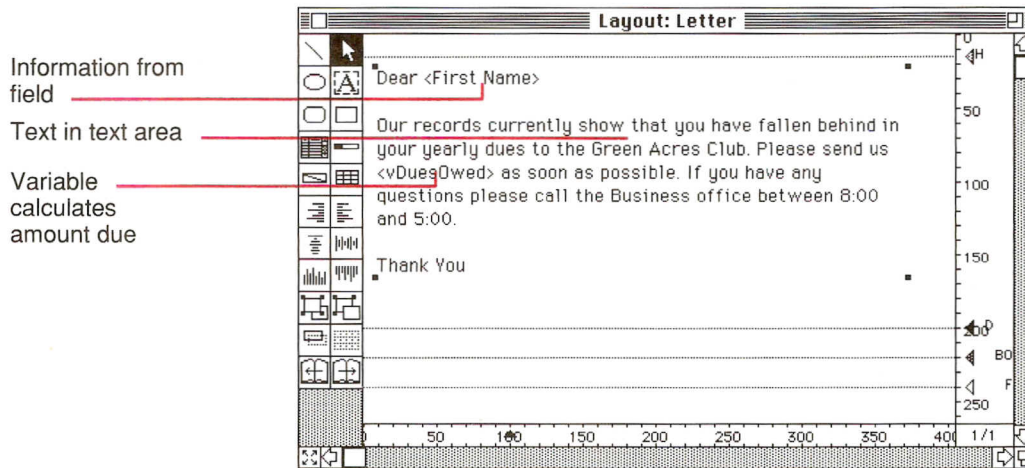 Layout: Letter
Information from
field
Text in text area
Variable
calculates
amount due
A
Dear <First Name>
Our records currently show that you have fallen behind in
your yearly dues to the Green Acres Club. Please send us
<vDuesOwed> as soon as possible. If you have any
questions please call the Business office between 8:00
and 5:00.
Thank You
0
H
50
100
150
D
200
BO
F
250
50 100 150 200 250 300 350 400
1/1